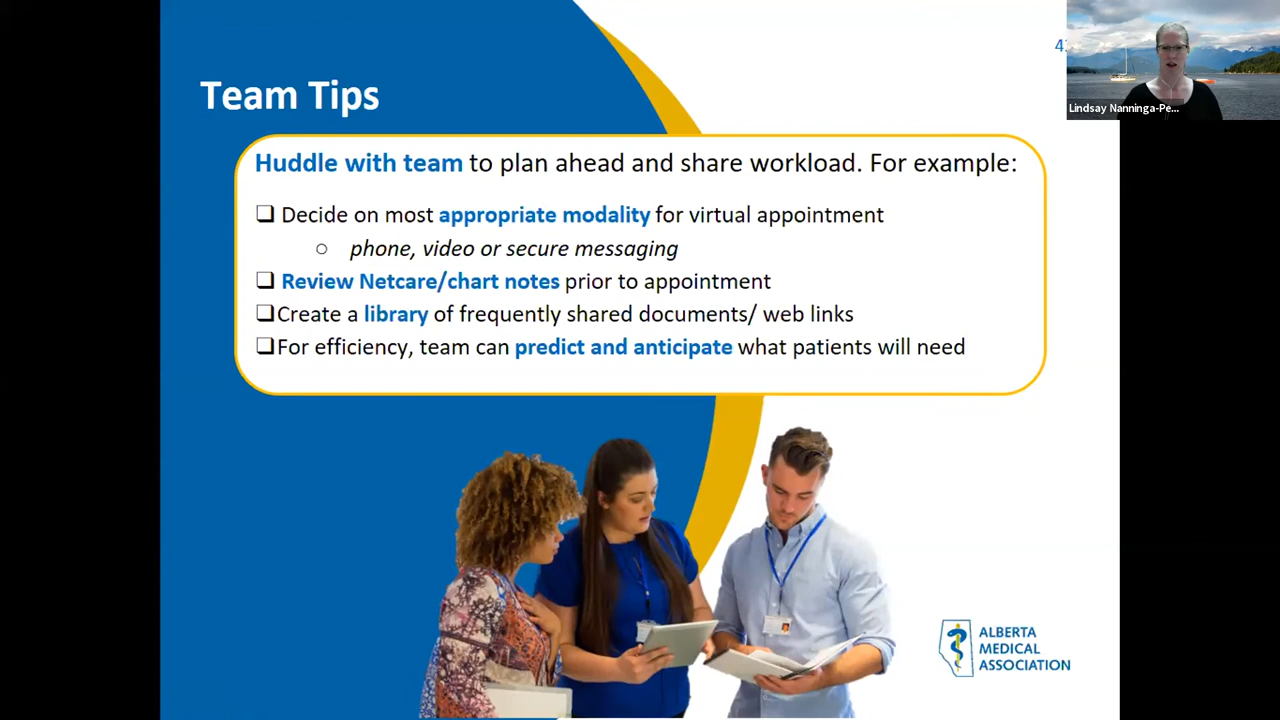 Team Tips
Huddle with team to plan ahead and share workload. For example:
❑ Decide on most appropriate modality for virtual appointment
○ phone, video or secure messaging
❑ Review Netcare/chart notes prior to appointment
❑Create a library of frequently shared documents/ web links
❑For efficiency, team can predict and anticipate what patients will need
Lindsay Nanninga-Pe...
ALBERTA
MEDICAL
ASSOCIATION